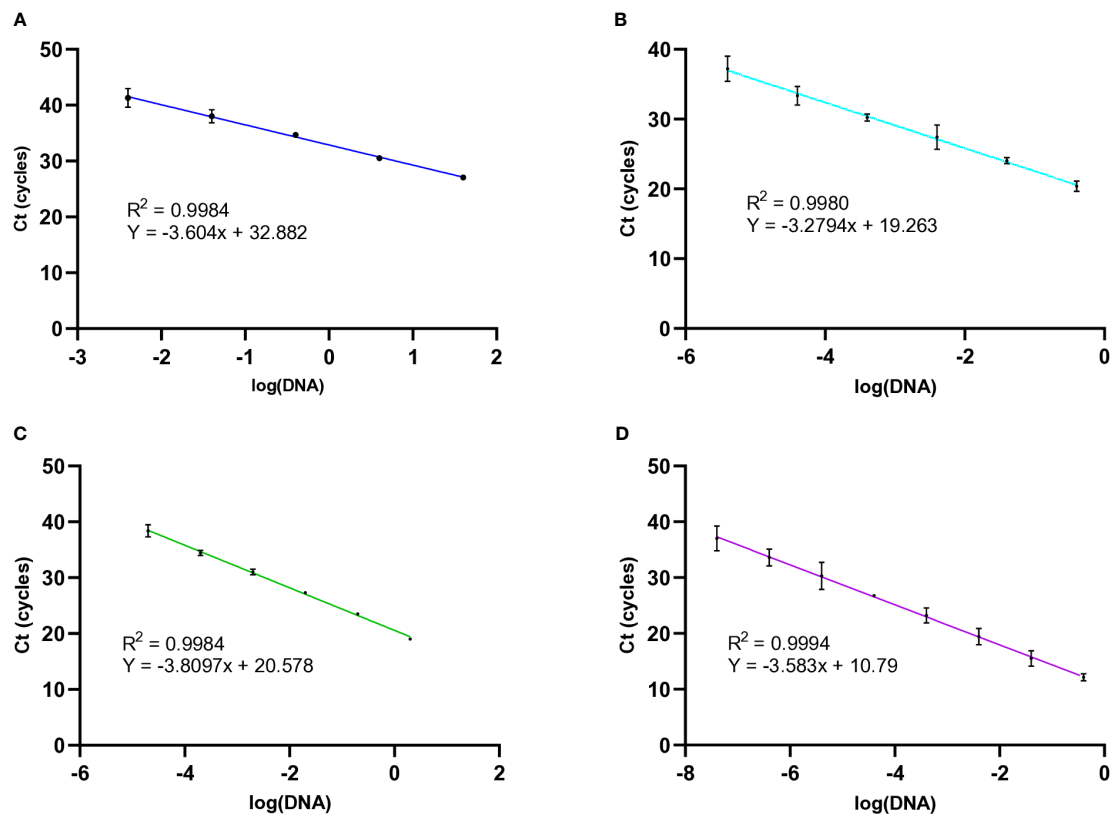 A
50
40
30
20
10
0
Ct (cycles)
R² = 0.9984
Y = -3.604x + 32.882
-3 -2 -1 0 1 2
log(DNA)
B
40
30
20
10
0
Ct (cycles)
R² = 0.9980
Y = -3.2794x + 19.263
-6 -4 -2 0
log(DNA)
C
50
40
30
20
10
0
Ct (cycles)
R² = 0.9984
Y = -3.8097x + 20.578
-6 -4 -2 0 2
log(DNA)
D
50
40
30
20
10
0
Ct (cycles)
R² = 0.9994
Y = -3.583x + 10.79
-8 -6 -4 -2 0
log(DNA)